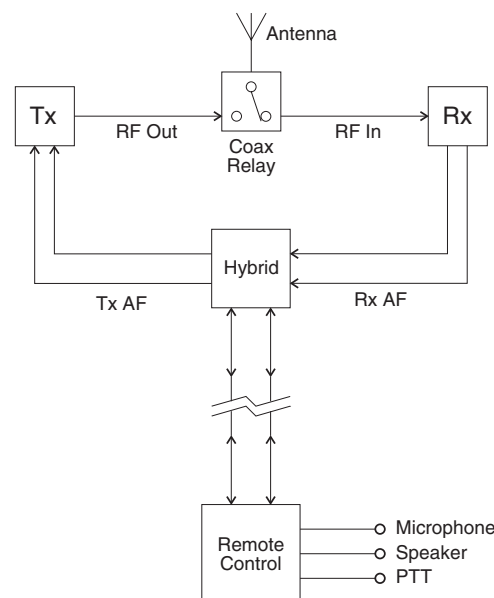 Antenna
Tx
Rx
RF Out
Coax
Relay
RF In
Hybrid
Tx AF
Rx AF
Remote
Control
Microphone
Speaker
PTT